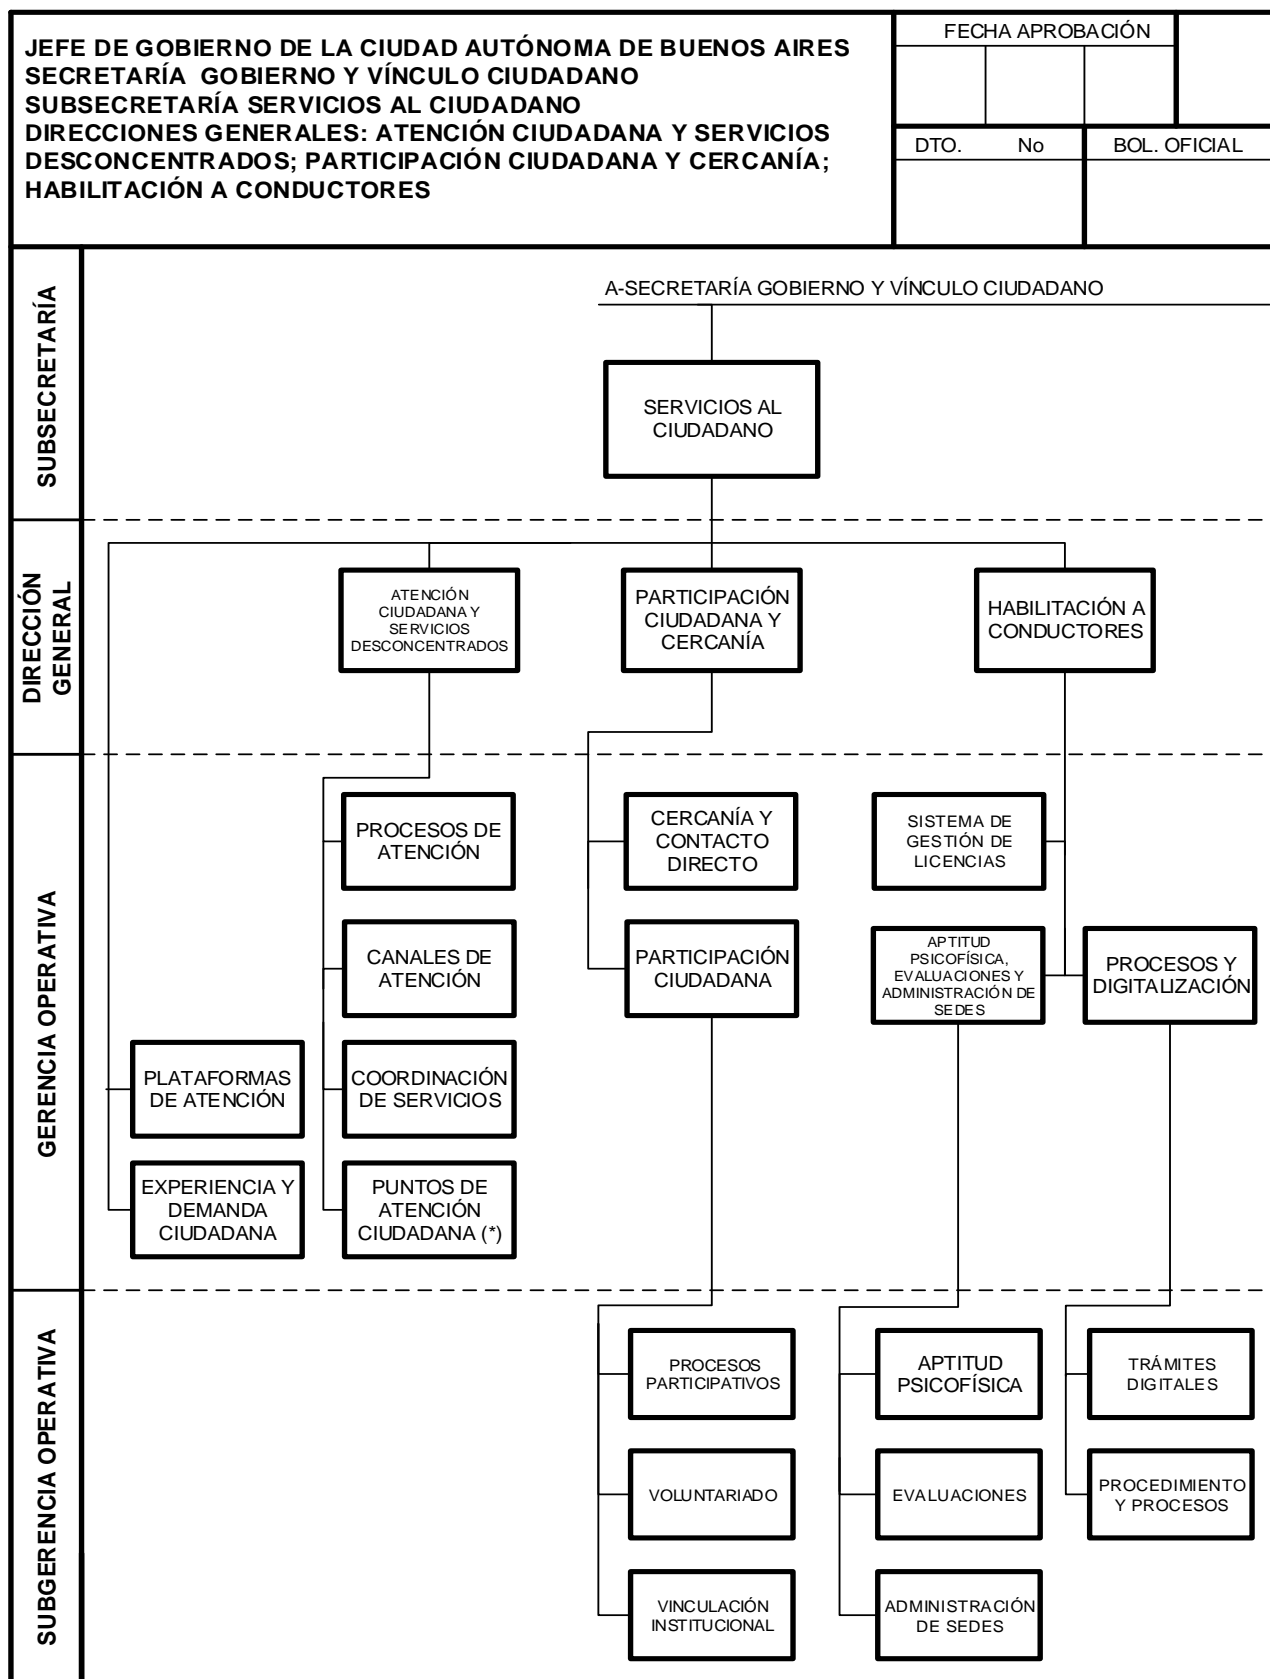 JEFE DE GOBIERNO DE LA CIUDAD AUTÓNOMA DE BUENOS AIRES
SECRETARÍA GOBIERNO Y VÍNCULO CIUDADANO
SUBSECRETARÍA SERVICIOS AL CIUDADANO
DIRECCIONES GENERALES: ATENCIÓN CIUDADANA Y SERVICIOS
DESCONCENTRADOS; PARTICIPACIÓN CIUDADANA Y CERCANÍA;
HABILITACIÓN A CONDUCTORES
FECHA APROBACIÓN
DTO. No
BOL. OFICIAL
SUBSECRETARÍA
A-SECRETARÍA GOBIERNO Y VÍNCULO CIUDADANO
SERVICIOS AL
CIUDADANO
DIRECCIÓN
GENERAL
ATENCIÓN
CIUDADANA Y
SERVICIOS
DESCONCENTRADOS
PARTICIPACIÓN
CIUDADANA Y
CERCANÍA
HABILITACIÓN A
CONDUCTORES
GERENCIA OPERATIVA
PROCESOS DE
ATENCIÓN
CERCANÍA Y
CONTACTO
DIRECTO
SISTEMA DE
GESTIÓN DE
LICENCIAS
CANALES DE
ATENCIÓN
PARTICIPACIÓN
CIUDADANA
APTITUD
PSICOFÍSICA,
EVALUACIONES Y
ADMINISTRACIÓN DE
SEDES
PROCESOS Y
DIGITALIZACIÓN
PLATAFORMAS
DE ATENCIÓN
COORDINACIÓN
DE SERVICIOS
EXPERIENCIA Y
DEMANDA
CIUDADANA
PUNTOS DE
ATENCIÓN
CIUDADANA (*)
SUBGERENCIA OPERATIVA
PROCESOS
PARTICIPATIVOS
APTITUD
PSICOFÍSICA
TRÁMITES
DIGITALES
VOLUNTARIADO
EVALUACIONES
PROCEDIMIENTO
Y PROCESOS
VINCULACIÓN
INSTITUCIONAL
ADMINISTRACIÓN
DE SEDES